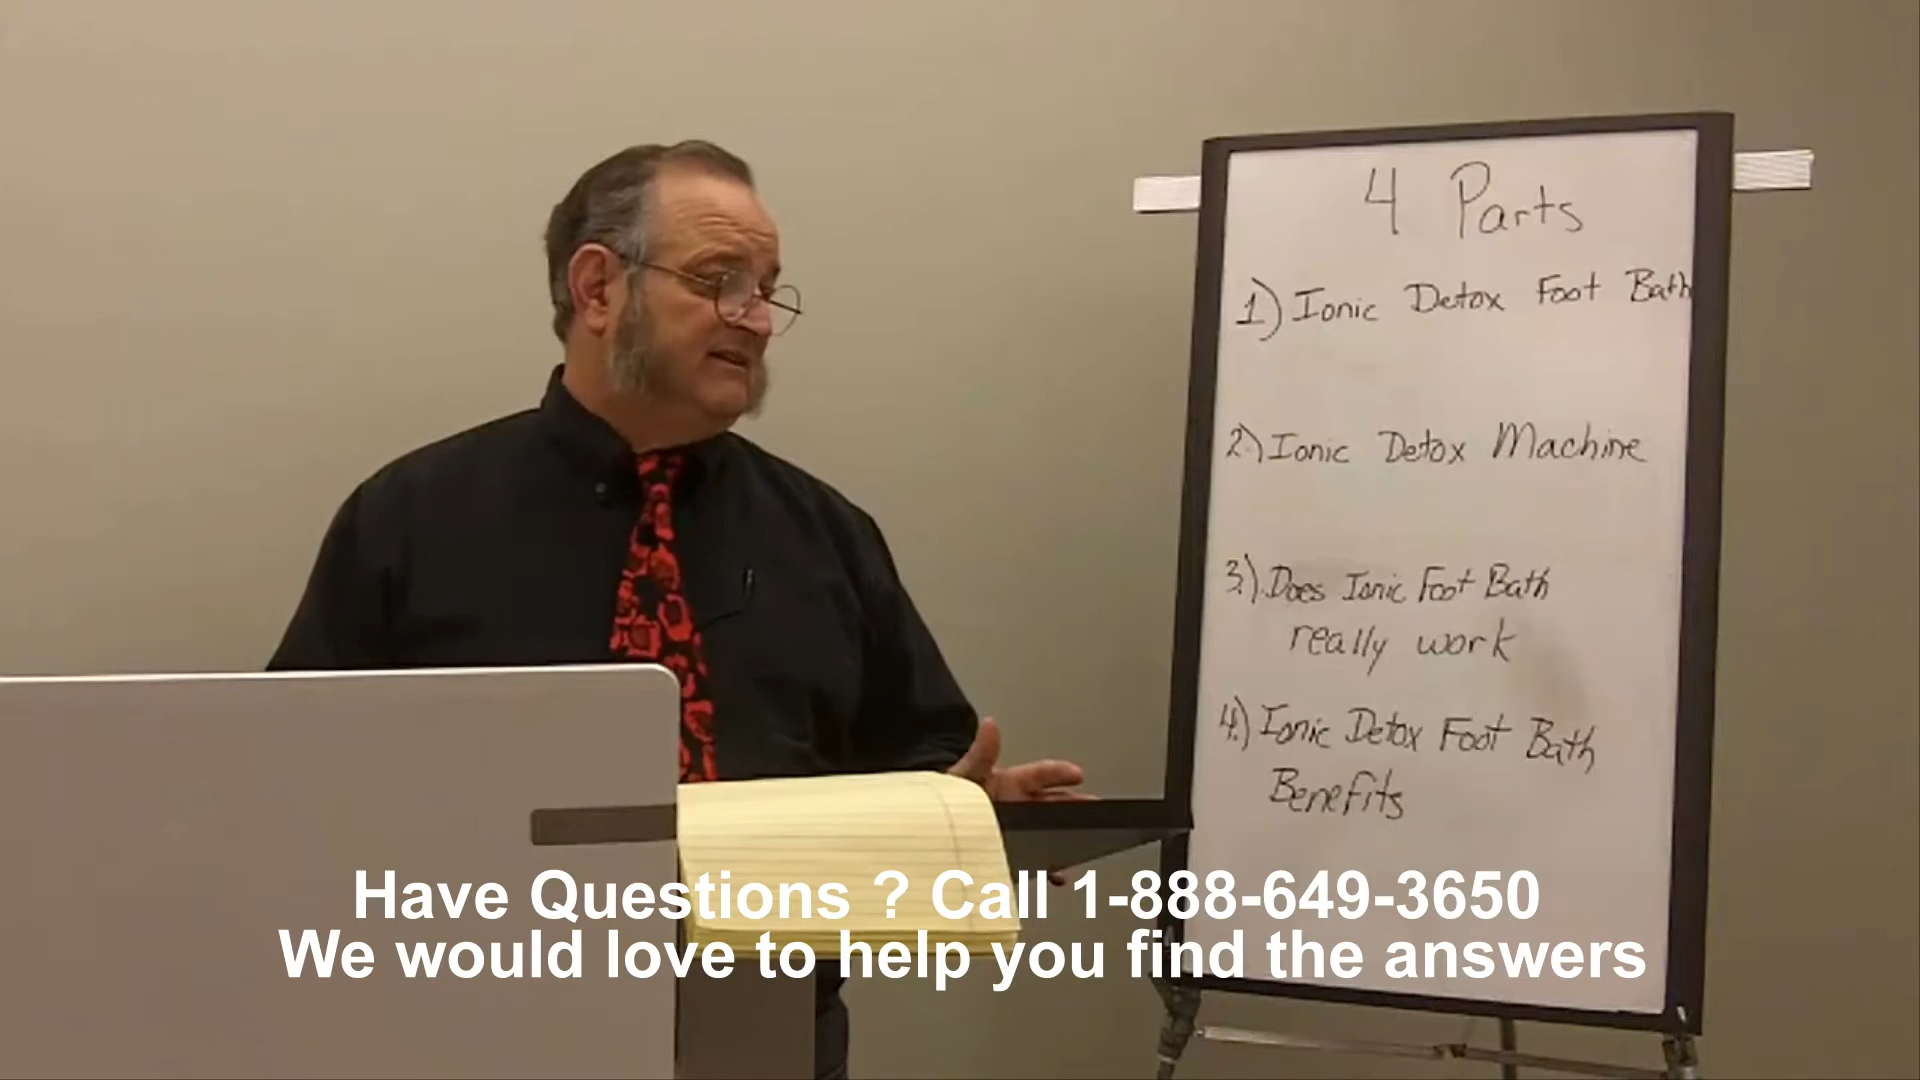 4 Parts
1) Ionic Detox Foot Bath
2.) Ionic Detox Machine
3.) Does Ionic Foot Bath
really work
4.) Ionic Detox Foot Bath
Benefits
Have Questions ? Call 1-888-649-3650
We would love to help you find the answers